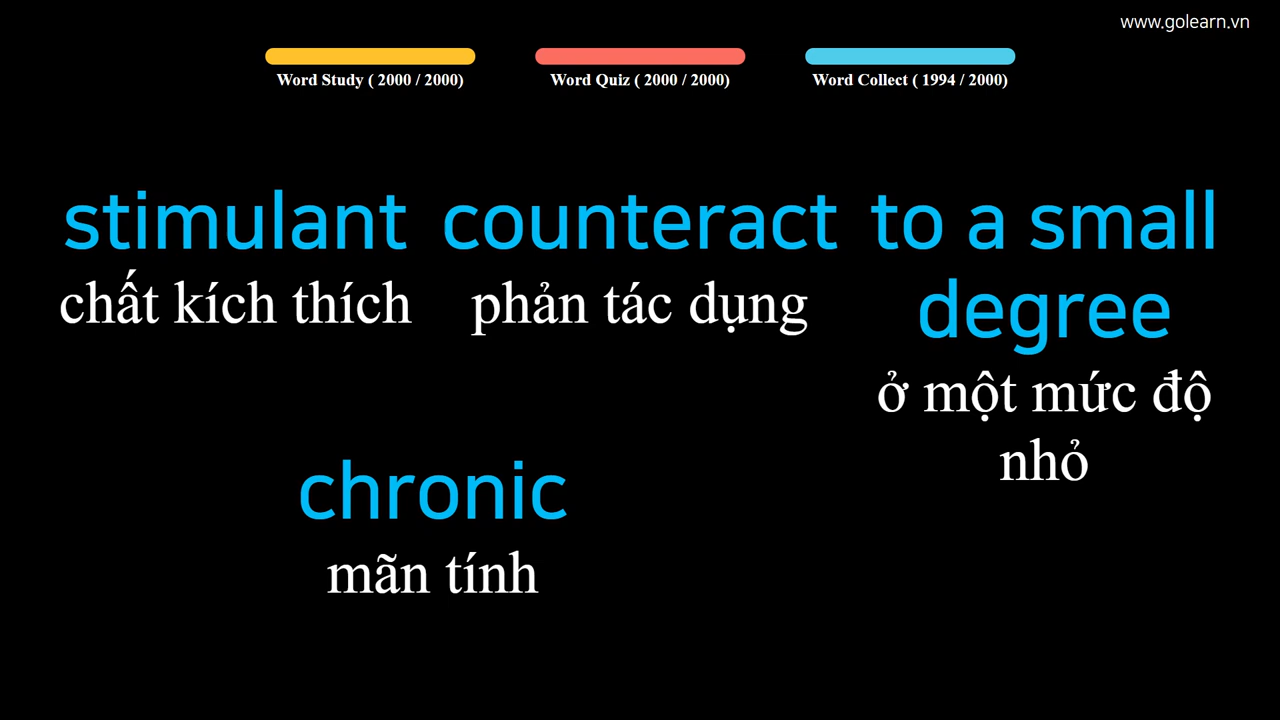 www.golearn.vn
Word Study ( 2000 / 2000)
Word Quiz ( 2000 / 2000)
Word Collect ( 1994 / 2000)
stimulant
chất kích thích
counteract
phản tác dụng
to a small
degree
ở một mức độ
nhỏ
chronic
mãn tính